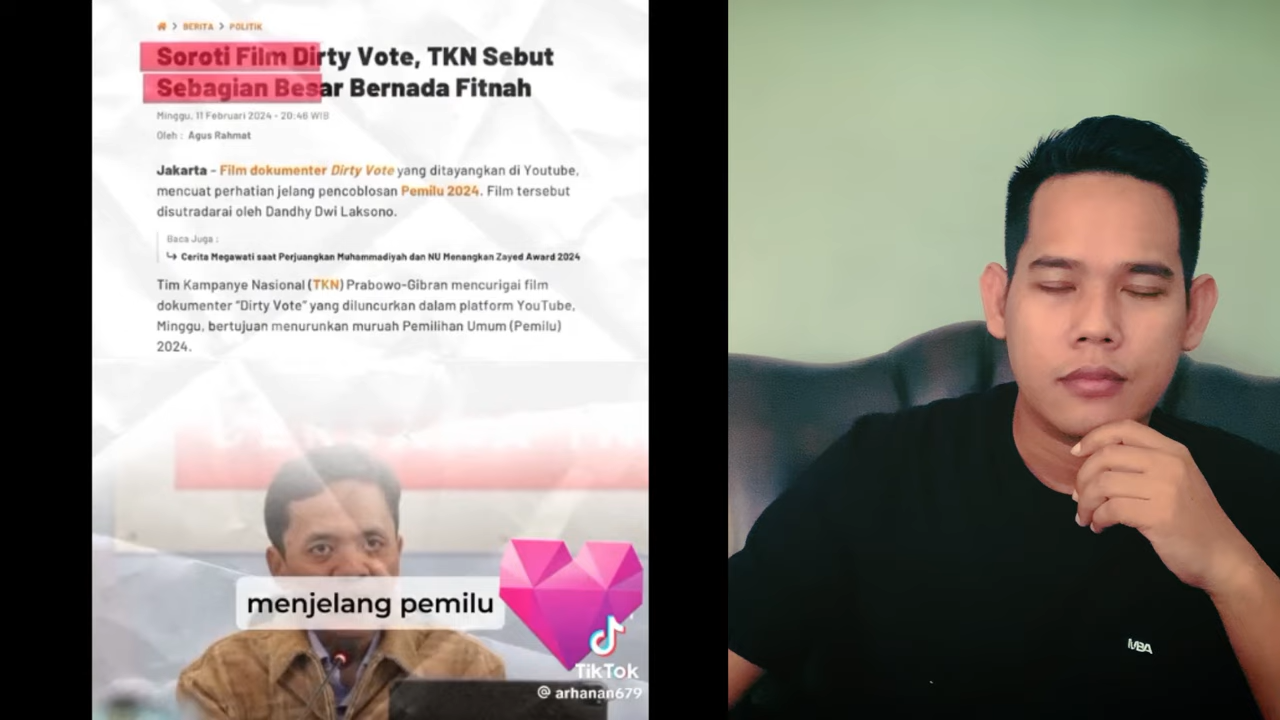 BERITA > POLITIK
Soroti Film Dirty Vote, TKN Sebut
Sebagian Besar Bernada Fitnah
Minggu, 11 Februari 2024 - 20:46 WIB
Oleh : Agus Rahmat
Jakarta – Film dokumenter Dirty Vote yang ditayangkan di Youtube,
mencuat perhatian jelang pencoblosan Pemilu 2024. Film tersebut
disutradarai oleh Dandhy Dwi Laksono.
Baca Juga :
Cerita Megawati saat Perjuangkan Muhammadiyah dan NU Menangkan Zayed Award 2024
Tim Kampanye Nasional (TKN) Prabowo-Gibran mencurigai film
dokumenter "Dirty Vote" yang diluncurkan dalam platform YouTube,
Minggu, bertujuan menurunkan muruah Pemilihan Umum (Pemilu)
2024.
menjelang pemilu
TikTok
@ arhanan679
MBA